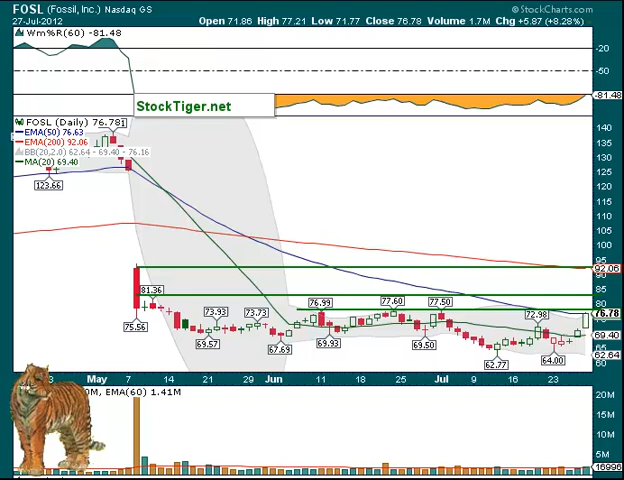 FOSL (Fossil, Inc.) Nasdaq GS
© StockCharts.com
27-Jul-2012
Open 71.86 High 77.21 Low 71.77 Close 76.78 Volume 1.7M Chg +5.87 (+8.28%)
Wm%R(60) -81.48
-20
-50
-81.48
StockTiger.net
FOSL (Daily) 76.781
EMA(50) 76.63
EMA(200) 92.06
BB(20,2.0) 62.64 - 69.40 - 76.16
MA(20) 69.40
140
135
130
125
120
115
110
105
100
95
92.06
85
80
76.78
69.40
62.64
60
123.66
81.36
75.56
73.93
69.57
73.73
67.69
76.99
69.93
77.60
69.50
77.50
62.77
72.98
64.00
May 7 14 21 29 Jun 11 18 25 Jul 9 16 23
OM, EMA(60) 1.41M
20M
15M
10M
5M